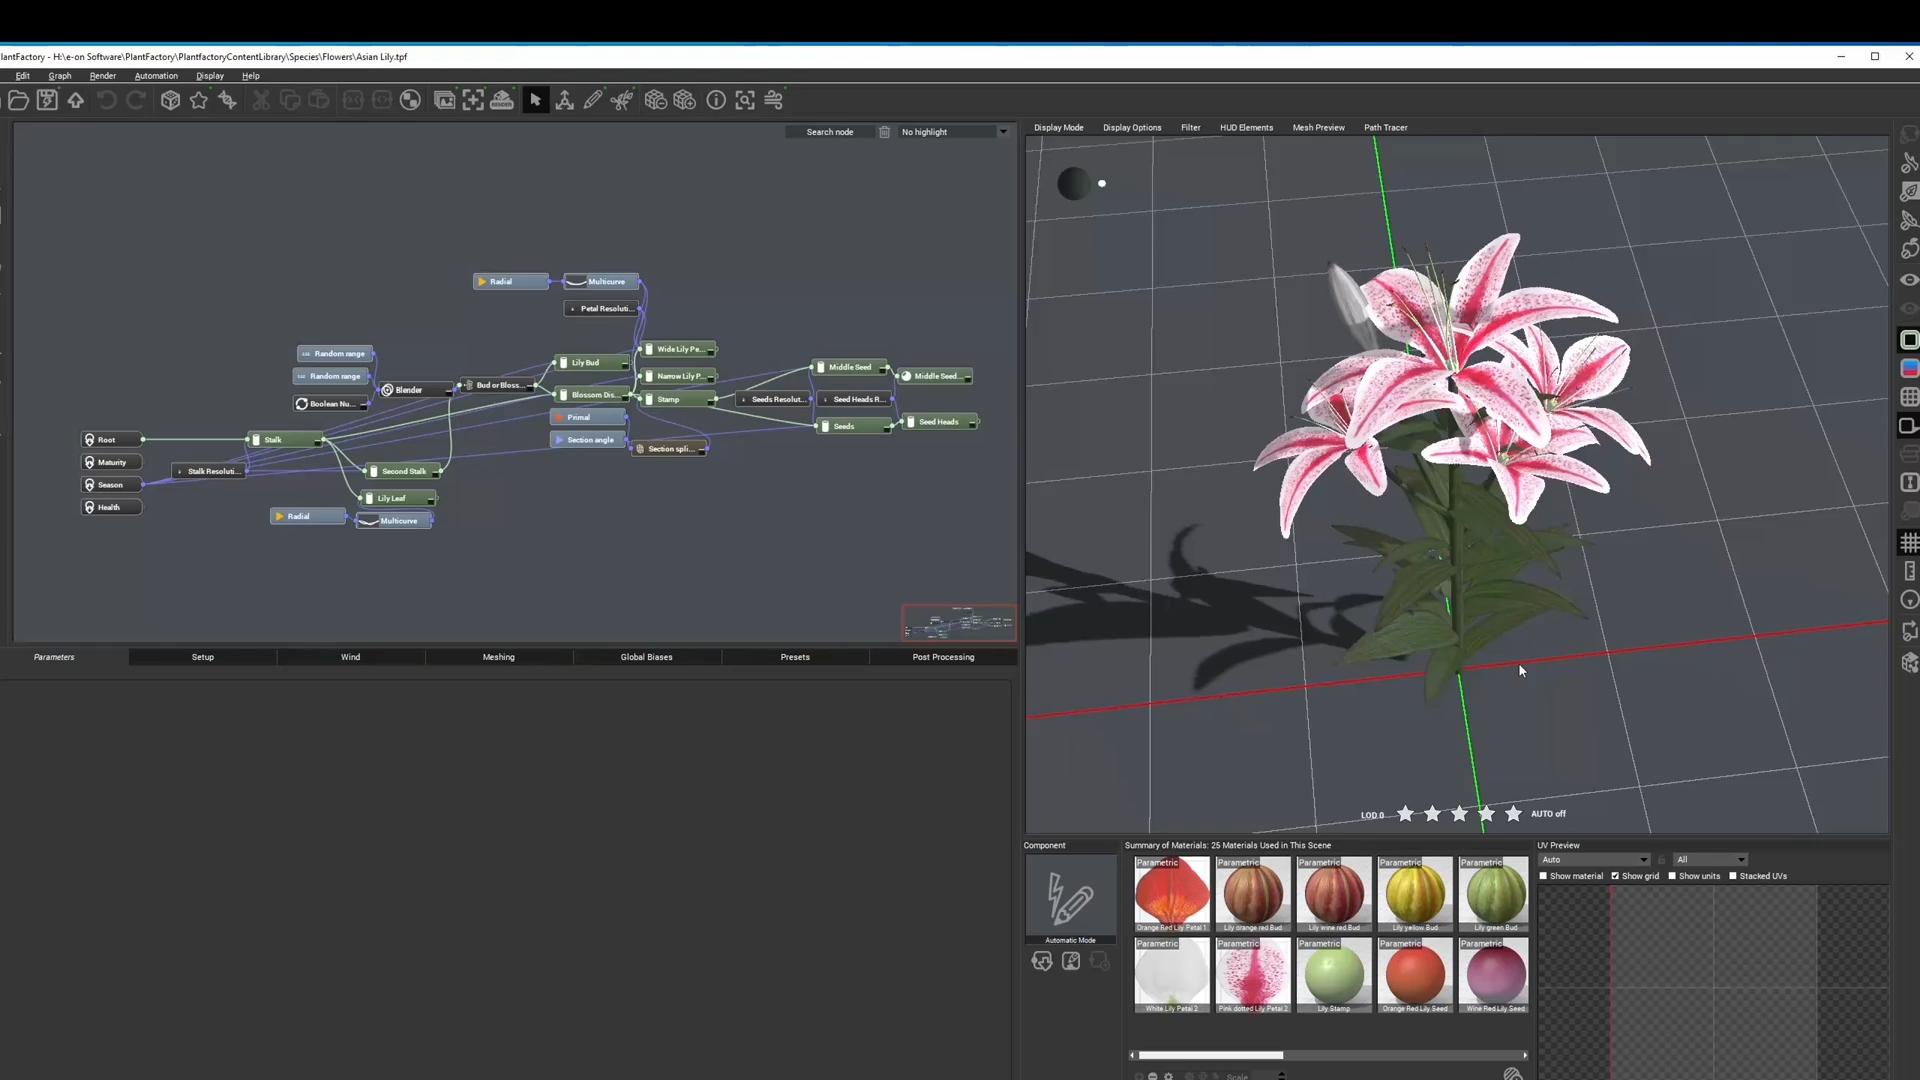 lantFactory - H:\e-on Software\PlantFactory\PlantfactoryContentLibrary\Species\Flowers\Asian Lily.tpf
Edit Graph Render Automation Display Help
Search node No highlight
Display Mode Display Options Filter HUD Elements Mesh Preview Path Tracer
Radial Multicurve
Petal Resoluti...
Random range
Random range
Boolean Nu...
Blender
Bud or Bloss...
Lily Bud
Blossom Dis...
Primal
Section angle
Section spli...
Wide Lily Pe...
Narrow Lily P...
Stamp
Seeds Resolut...
Middle Seed
Seed Heads R...
Seeds
Middle Seed...
Seed Heads
Root
Maturity
Season
Health
Stalk
Stalk Resoluti...
Second Stalk
Lily Leaf
Radial Multicurve
LOD 0 AUTO off
Parameters Setup Wind Meshing Global Biases Presets Post Processing
Component
Automatic Mode
Summary of Materials: 25 Materials Used in This Scene
Parametric Parametric Parametric Parametric Parametric
Orange Red Lily Petal 1 Lily orange red Bud Lily wine red Bud Lily yellow Bud Lily green Bud
Parametric Parametric Parametric Parametric Parametric
White Lily Petal 2 Pink dotted Lily Petal 2 Lily Stamp Orange Red Lily Seed Wine Red Lily Seed
Scale
UV Preview
Auto All
Show material Show grid Show units Stacked UVs